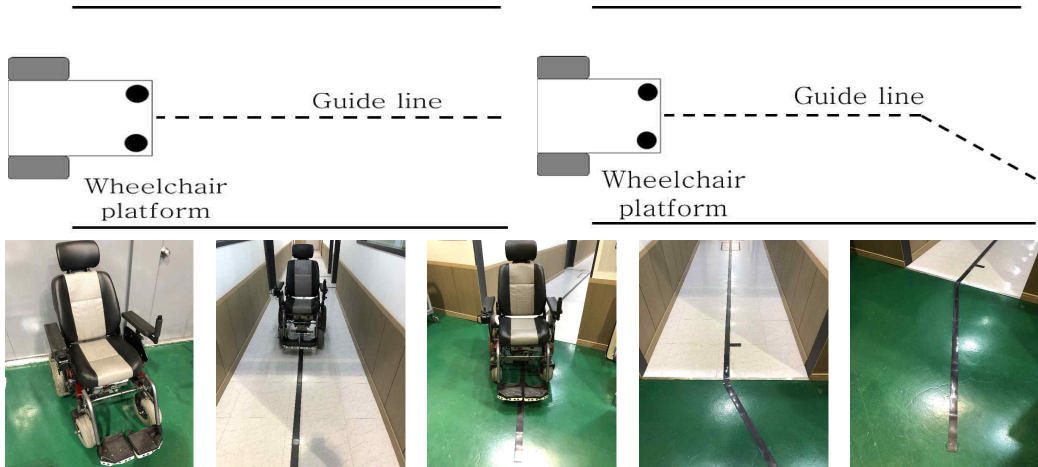 Guide line
Wheelchair
platform
Guide line
Wheelchair
platform